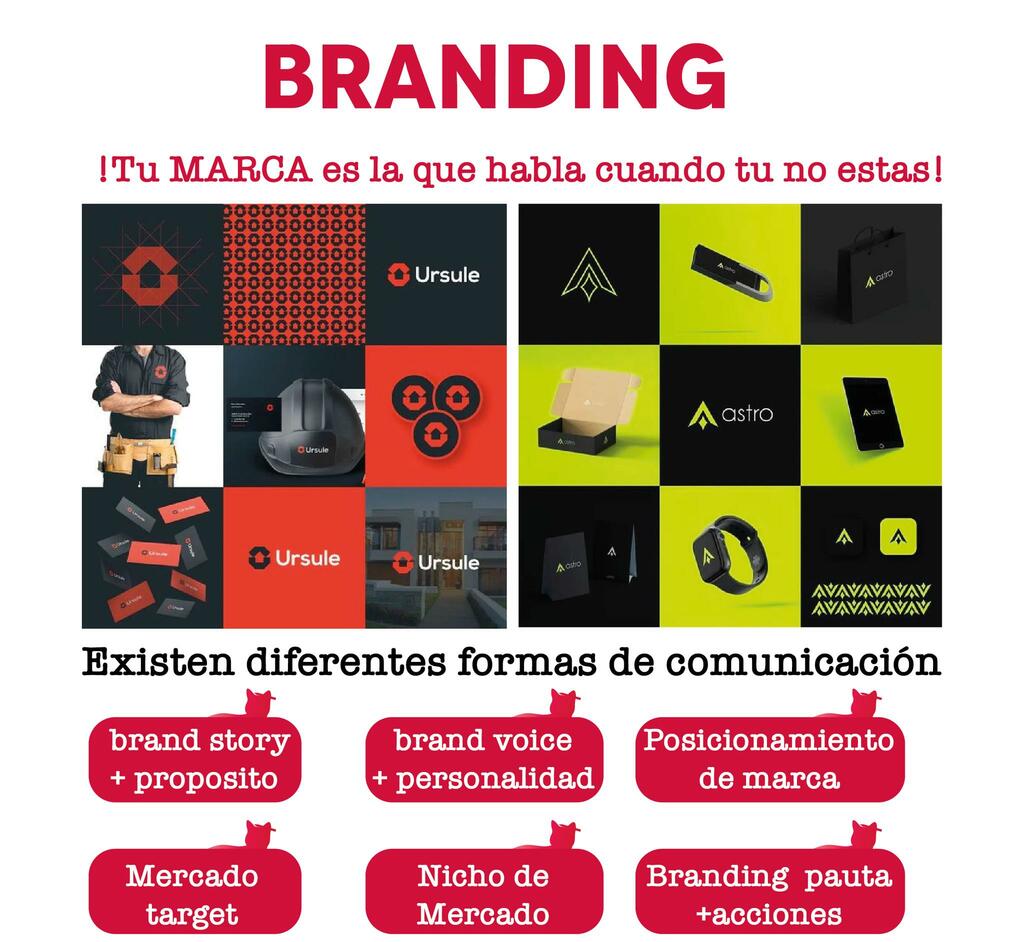 BRANDING
!Tu MARCA es la que habla cuando tu no estas!
Ursule
astro
astro
Ursule
astro
astro
astro
Ursule
Ursule
Ursule
astro
Existen diferentes formas de comunicación
brand story
+ proposito
brand voice
+ personalidad
Posicionamiento
de marca
Mercado
target
Nicho de
Mercado
Branding pauta
+acciones